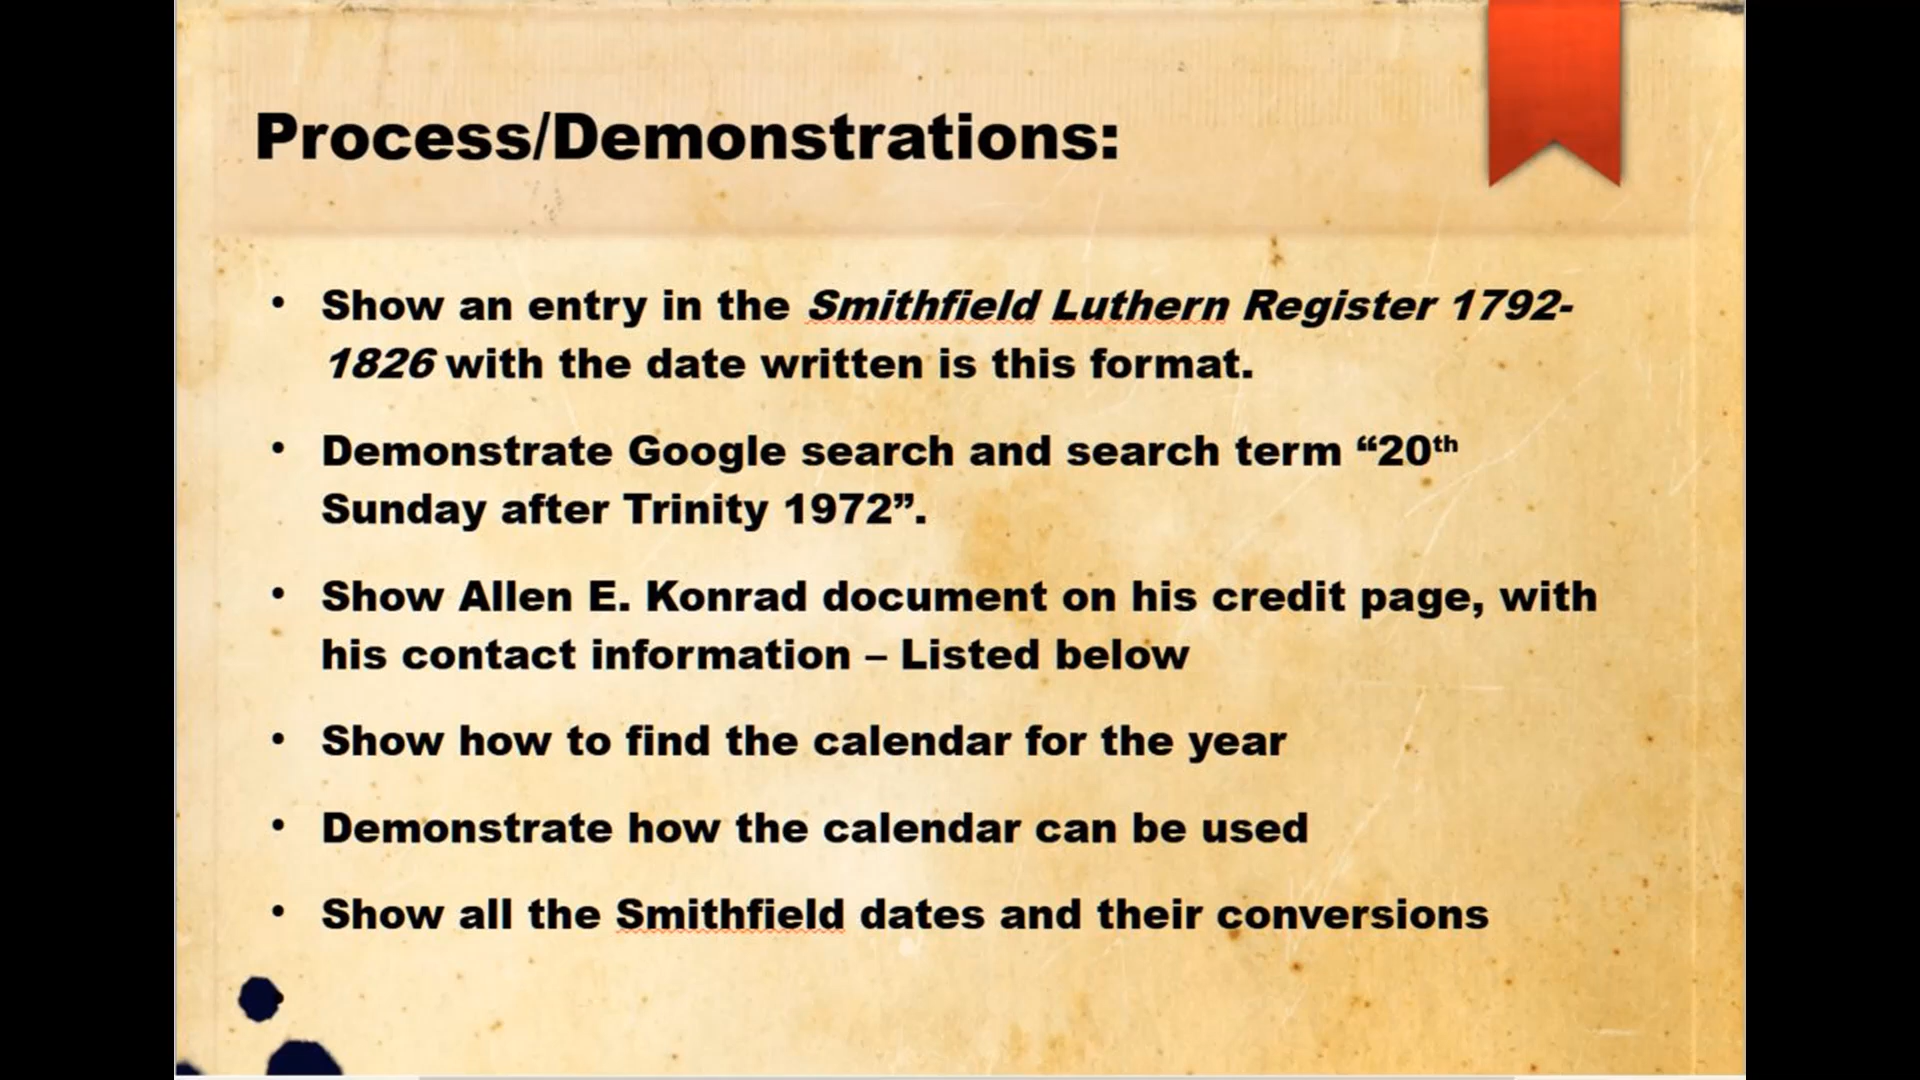 Process/Demonstrations:
• Show an entry in the Smithfield Luthern Register 1792-
1826 with the date written is this format.
• Demonstrate Google search and search term “20th
Sunday after Trinity 1972”.
• Show Allen E. Konrad document on his credit page, with
his contact information – Listed below
• Show how to find the calendar for the year
• Demonstrate how the calendar can be used
• Show all the Smithfield dates and their conversions